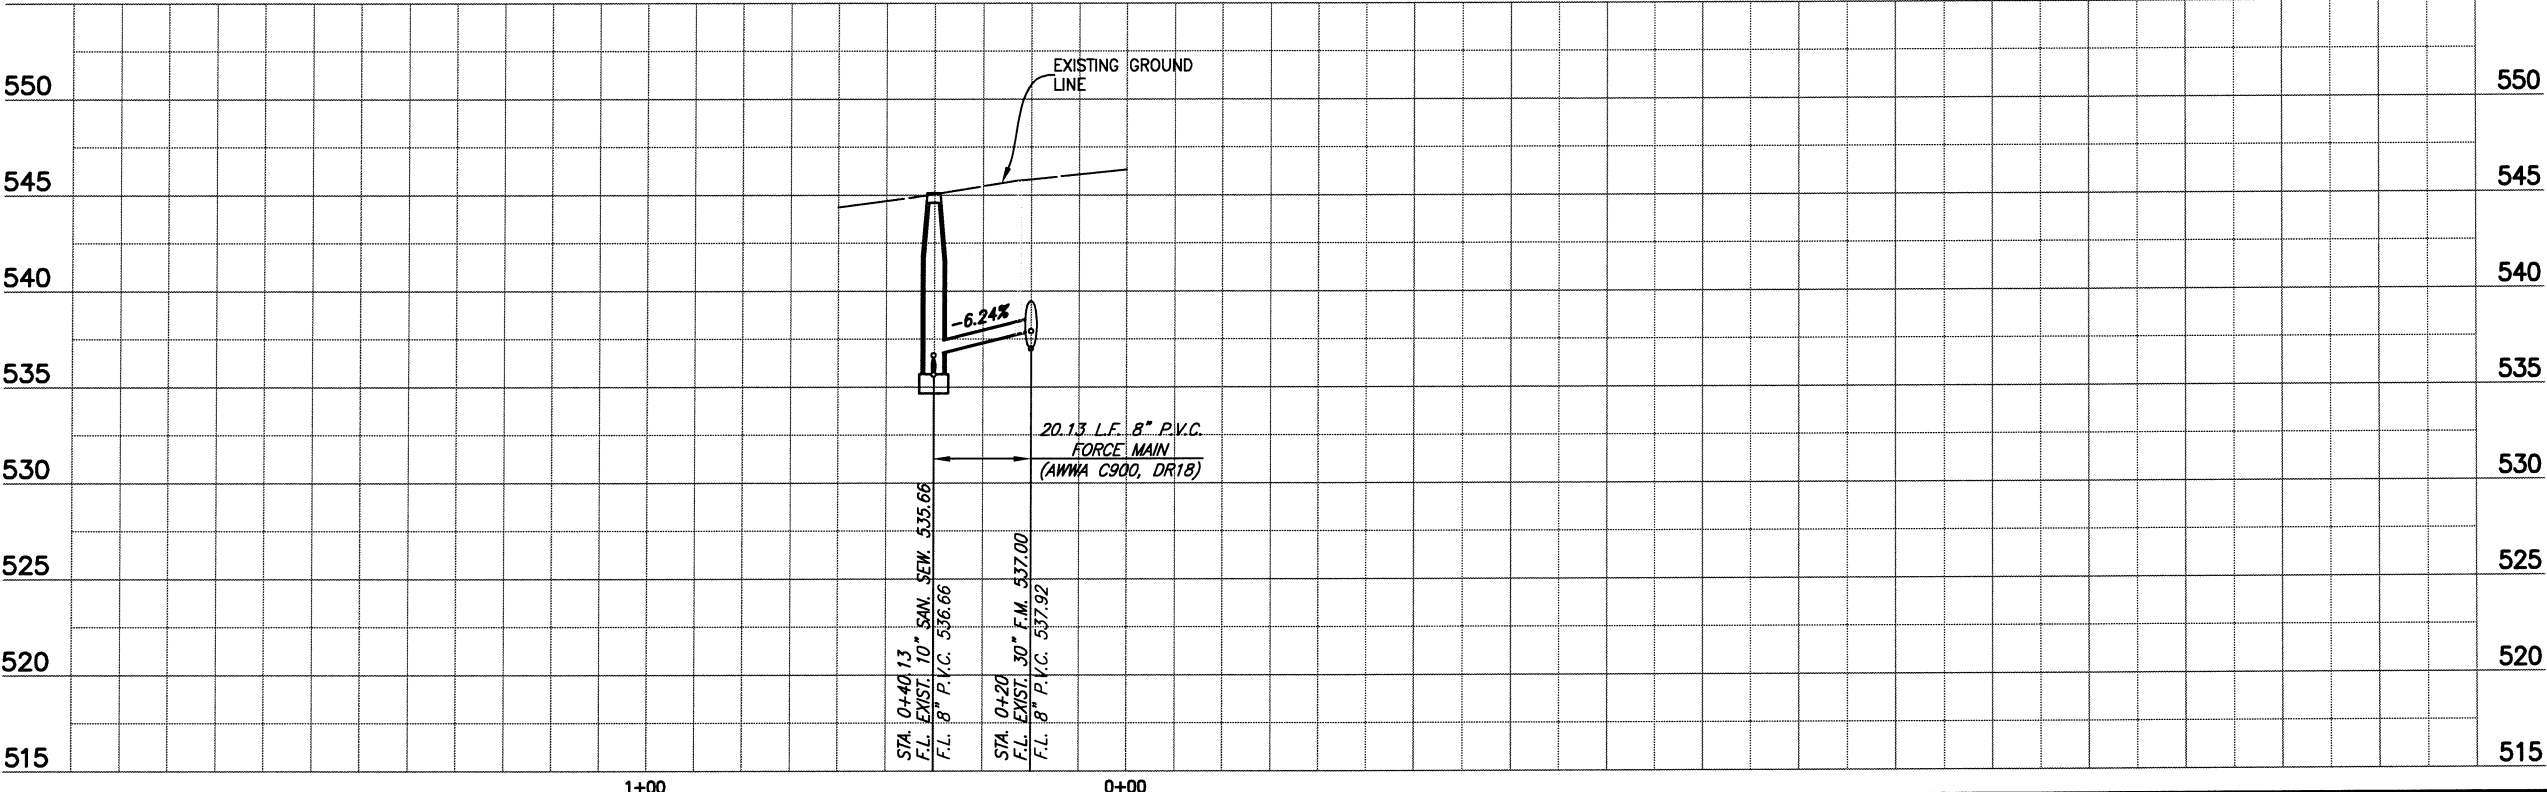 EXISTING GROUND
LINE
550
550
545
545
540
540
-6.24%
535
535
20.13 L.F. 8" P.V.C.
FORCE MAIN
(AWWA C900, DR18)
530
530
525
525
520
520
515
515
STA. 0+40.13
F.L. EXIST. 10" SAN. SEW. 535.66
F.L. 8" P.V.C. 536.66
STA. 0+20
F.L. EXIST. 30" F.M. 537.00
F.L. 8" P.V.C. 537.92
1+00
0+00